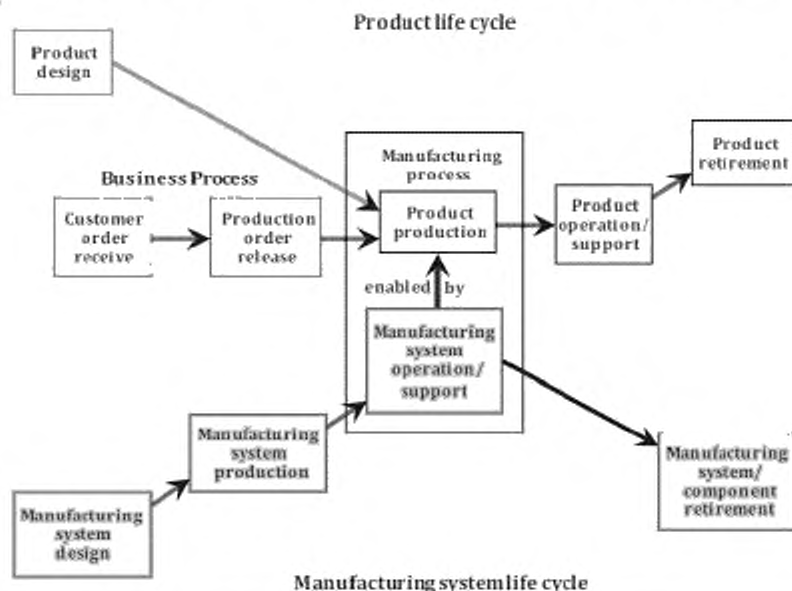 Product life cycle
Product
design
Manufacturing
process
Product
retirement
Business Process
Customer
order
receive
Production
order
release
Product
production
Product
operation/
support
enabled by
Manufacturing
system
operation/
support
Manufacturing
system
production
Manufacturing
system/
component
retirement
Manufacturing
system
design
Manufacturing system life cycle